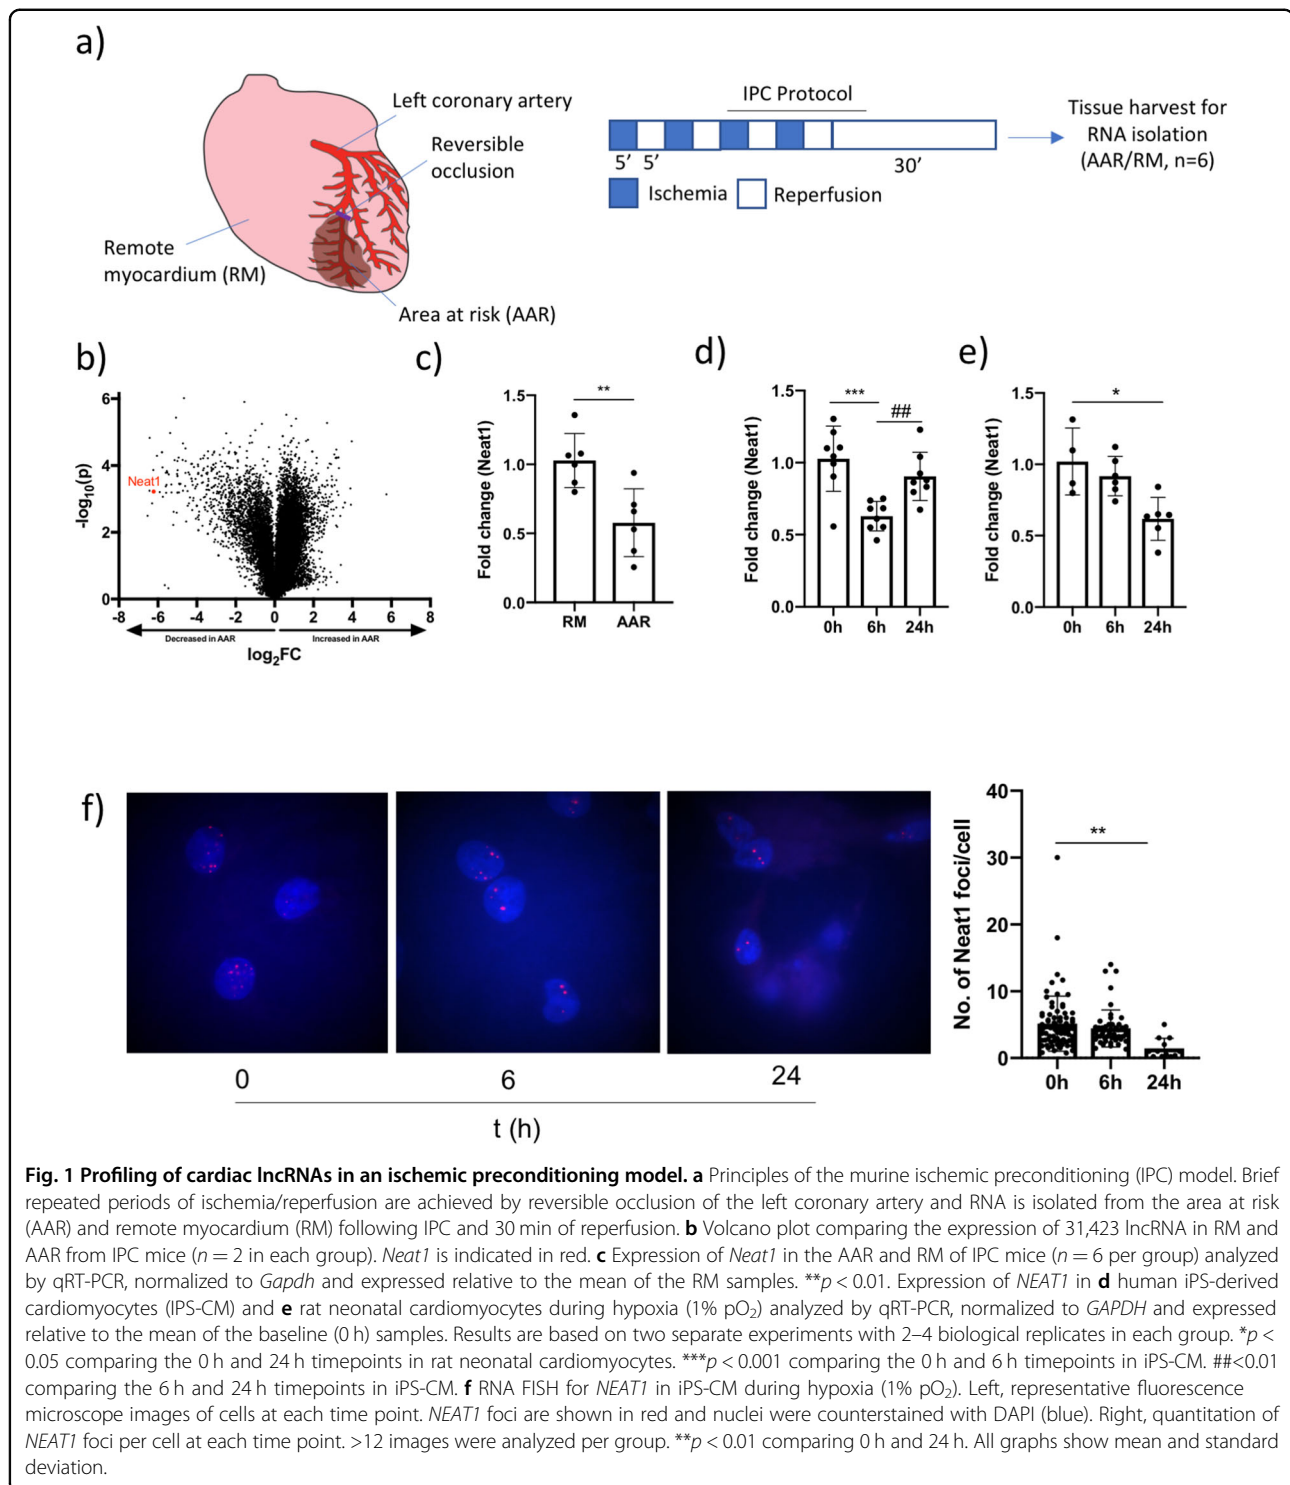 a)
Left coronary artery
Reversible
occlusion
Remote
myocardium (RM)
Area at risk (AAR)
IPC Protocol
5’ 5’
30’
Ischemia
Reperfusion
Tissue harvest for
RNA isolation
(AAR/RM, n=6)
b)
-log10(p)
6
4
2
0
Neat1
-8 -6 -4 -2 0 2 4 6 8
Decreased in AAR
Increased in AAR
log2FC
c)
Fold change (Neat1)
1.5
1.0
0.5
0.0
**
RM AAR
d)
Fold change (Neat1)
1.5
1.0
0.5
0.0
***
##
0h 6h 24h
e)
Fold change (Neat1)
1.5
1.0
0.5
0.0
*
0h 6h 24h
f)
0 6 24
t (h)
No. of Neat1 foci/cell
40
30
20
10
0
**
0h 6h 24h
Fig. 1 Profiling of cardiac lncRNAs in an ischemic preconditioning model. a Principles of the murine ischemic preconditioning (IPC) model. Brief
repeated periods of ischemia/reperfusion are achieved by reversible occlusion of the left coronary artery and RNA is isolated from the area at risk
(AAR) and remote myocardium (RM) following IPC and 30 min of reperfusion. b Volcano plot comparing the expression of 31,423 lncRNA in RM and
AAR from IPC mice (n = 2 in each group). Neat1 is indicated in red. c Expression of Neat1 in the AAR and RM of IPC mice (n = 6 per group) analyzed
by qRT-PCR, normalized to Gapdh and expressed relative to the mean of the RM samples. **p < 0.01. Expression of NEAT1 in d human iPS-derived
cardiomyocytes (IPS-CM) and e rat neonatal cardiomyocytes during hypoxia (1% pO2) analyzed by qRT-PCR, normalized to GAPDH and expressed
relative to the mean of the baseline (0 h) samples. Results are based on two separate experiments with 2–4 biological replicates in each group. *p <
0.05 comparing the 0 h and 24 h timepoints in rat neonatal cardiomyocytes. ***p < 0.001 comparing the 0 h and 6 h timepoints in iPS-CM. ##<0.01
comparing the 6 h and 24 h timepoints in iPS-CM. f RNA FISH for NEAT1 in iPS-CM during hypoxia (1% pO2). Left, representative fluorescence
microscope images of cells at each time point. NEAT1 foci are shown in red and nuclei were counterstained with DAPI (blue). Right, quantitation of
NEAT1 foci per cell at each time point. >12 images were analyzed per group. **p < 0.01 comparing 0 h and 24 h. All graphs show mean and standard
deviation.